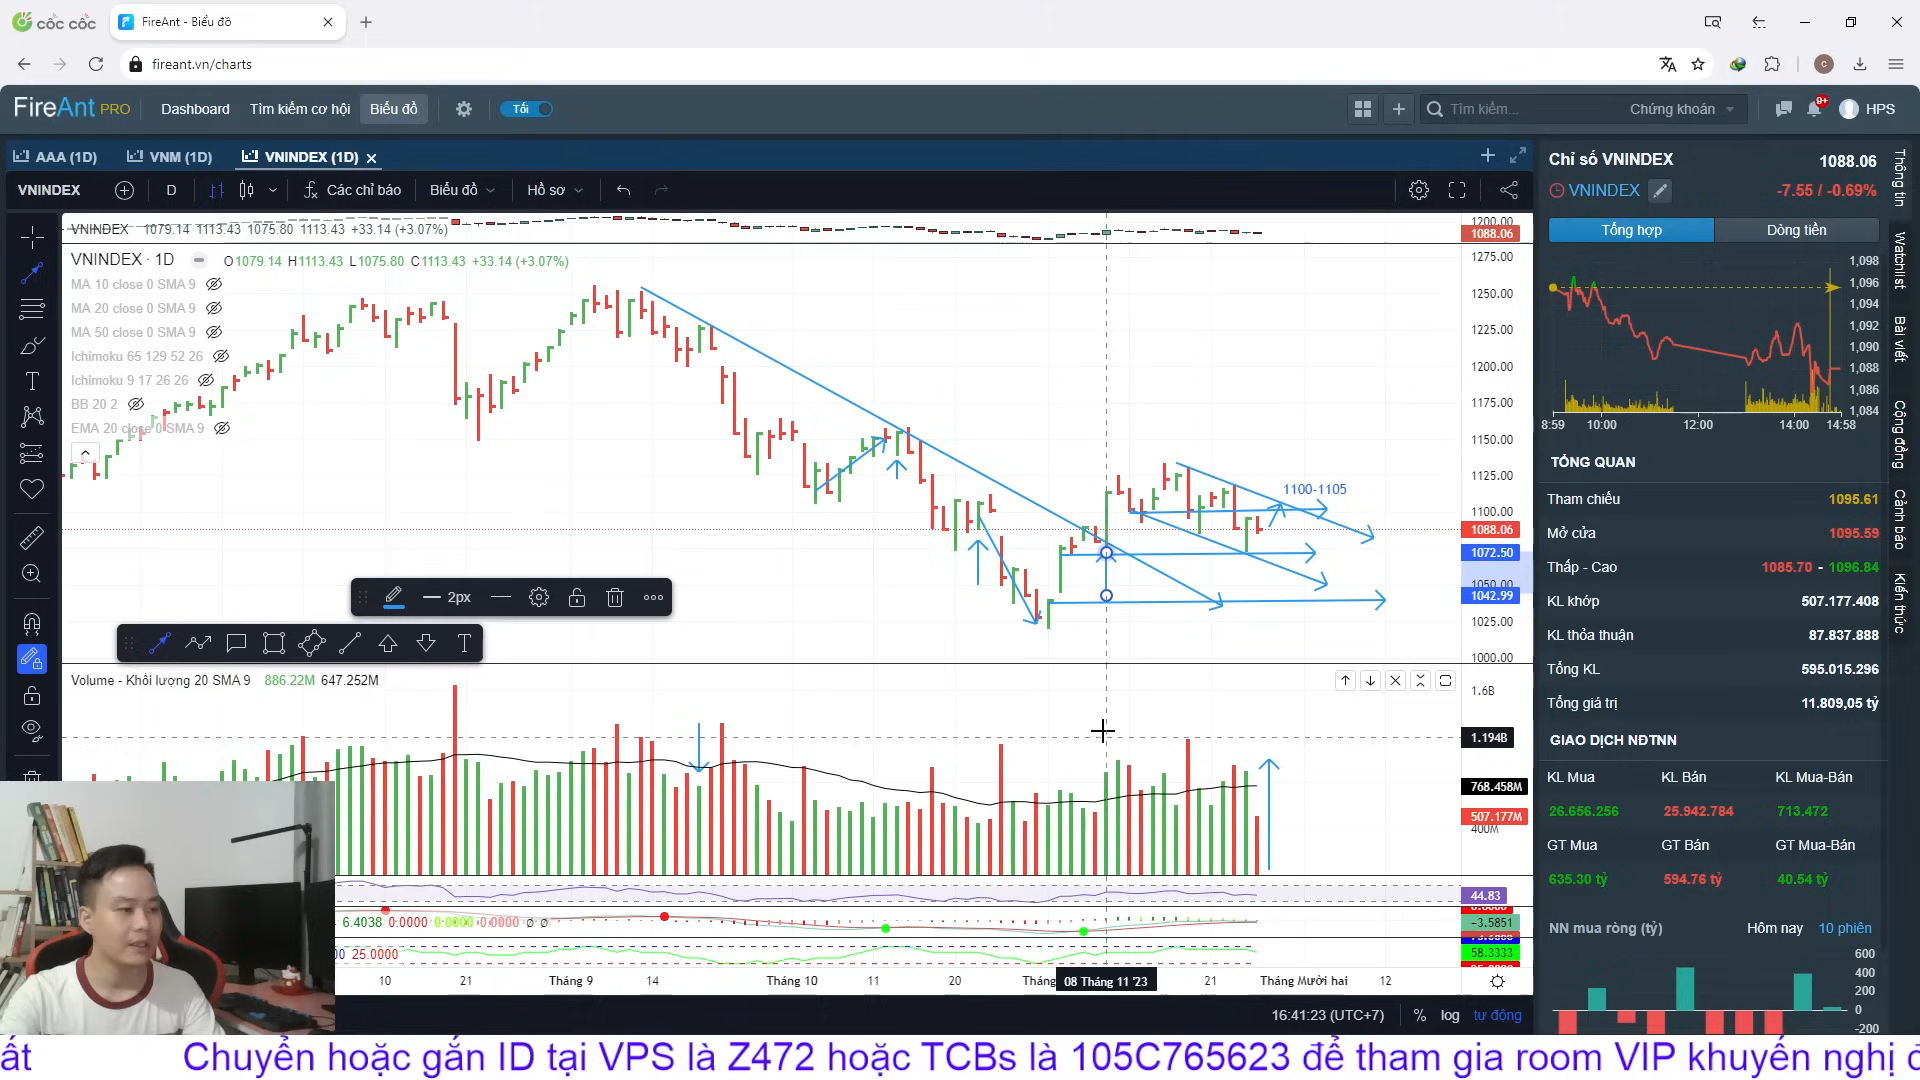 cốc cốc
FireAnt - Biểu đồ
fireant.vn/charts
FireAnt PRO
Dashboard
Tìm kiếm cơ hội
Biểu đồ
Tối
Tìm kiếm...
Chứng khoán
9+
HPS
AAA (1D)
VNM (1D)
VNINDEX (1D)
VNINDEX
D
Các chỉ báo
Biểu đồ
Hồ sơ
VNINDEX 1079.14 1113.43 1075.80 1113.43 +33.14 (+3.07%)
VNINDEX · 1D
O1079.14 H1113.43 L1075.80 C1113.43 +33.14 (+3.07%)
MA 10 close 0 SMA 9
MA 20 close 0 SMA 9
MA 50 close 0 SMA 9
Ichimoku 65 129 52 26
Ichimoku 9 17 26 26
BB 20 2
EMA 20 close 0 SMA 9
1100-1105
1200.00
1088.06
1275.00
1250.00
1225.00
1200.00
1175.00
1150.00
1125.00
1100.00
1088.06
1072.50
1050.00
1042.99
1025.00
1000.00
2px
T
Volume - Khối lượng 20 SMA 9 886.22M 647.252M
1.6B
1.194B
768.458M
507.177M
400M
44.83
6.4038 0.0000 0.0000 0.0000 ∅ ∅
−3.5851
00 25.0000
58.3333
10
21
Tháng 9
14
Tháng 10
11
20
Tháng
08 Tháng 11 '23
21
Tháng Mười hai
12
16:41:23 (UTC+7)
%
log
tự động
Chỉ số VNINDEX
1088.06
VNINDEX
-7.55 / -0.69%
Tổng hợp
Dòng tiền
1,098
1,096
1,094
1,092
1,090
1,088
1,086
1,084
8:59
10:00
12:00
14:00
14:58
TỔNG QUAN
Tham chiếu 1095.61
Mở cửa 1095.59
Thấp - Cao 1085.70 - 1096.84
KL khớp 507.177.408
KL thỏa thuận 87.837.888
Tổng KL 595.015.296
Tổng giá trị 11.809,05 tỷ
GIAO DỊCH NĐTNN
KL Mua KL Bán KL Mua-Bán
26.656.256 25.942.784 713.472
GT Mua GT Bán GT Mua-Bán
635.30 tỷ 594.76 tỷ 40.54 tỷ
NN mua ròng (tỷ)
Hôm nay
10 phiên
600
400
200
0
-200
Thông tin
Watchlist
Bài viết
Cộng đồng
Cảnh báo
Kiến thức
ất Chuyển hoặc gắn ID tại VPS là Z472 hoặc TCBs là 105C765623 để tham gia room VIP khuyến nghị